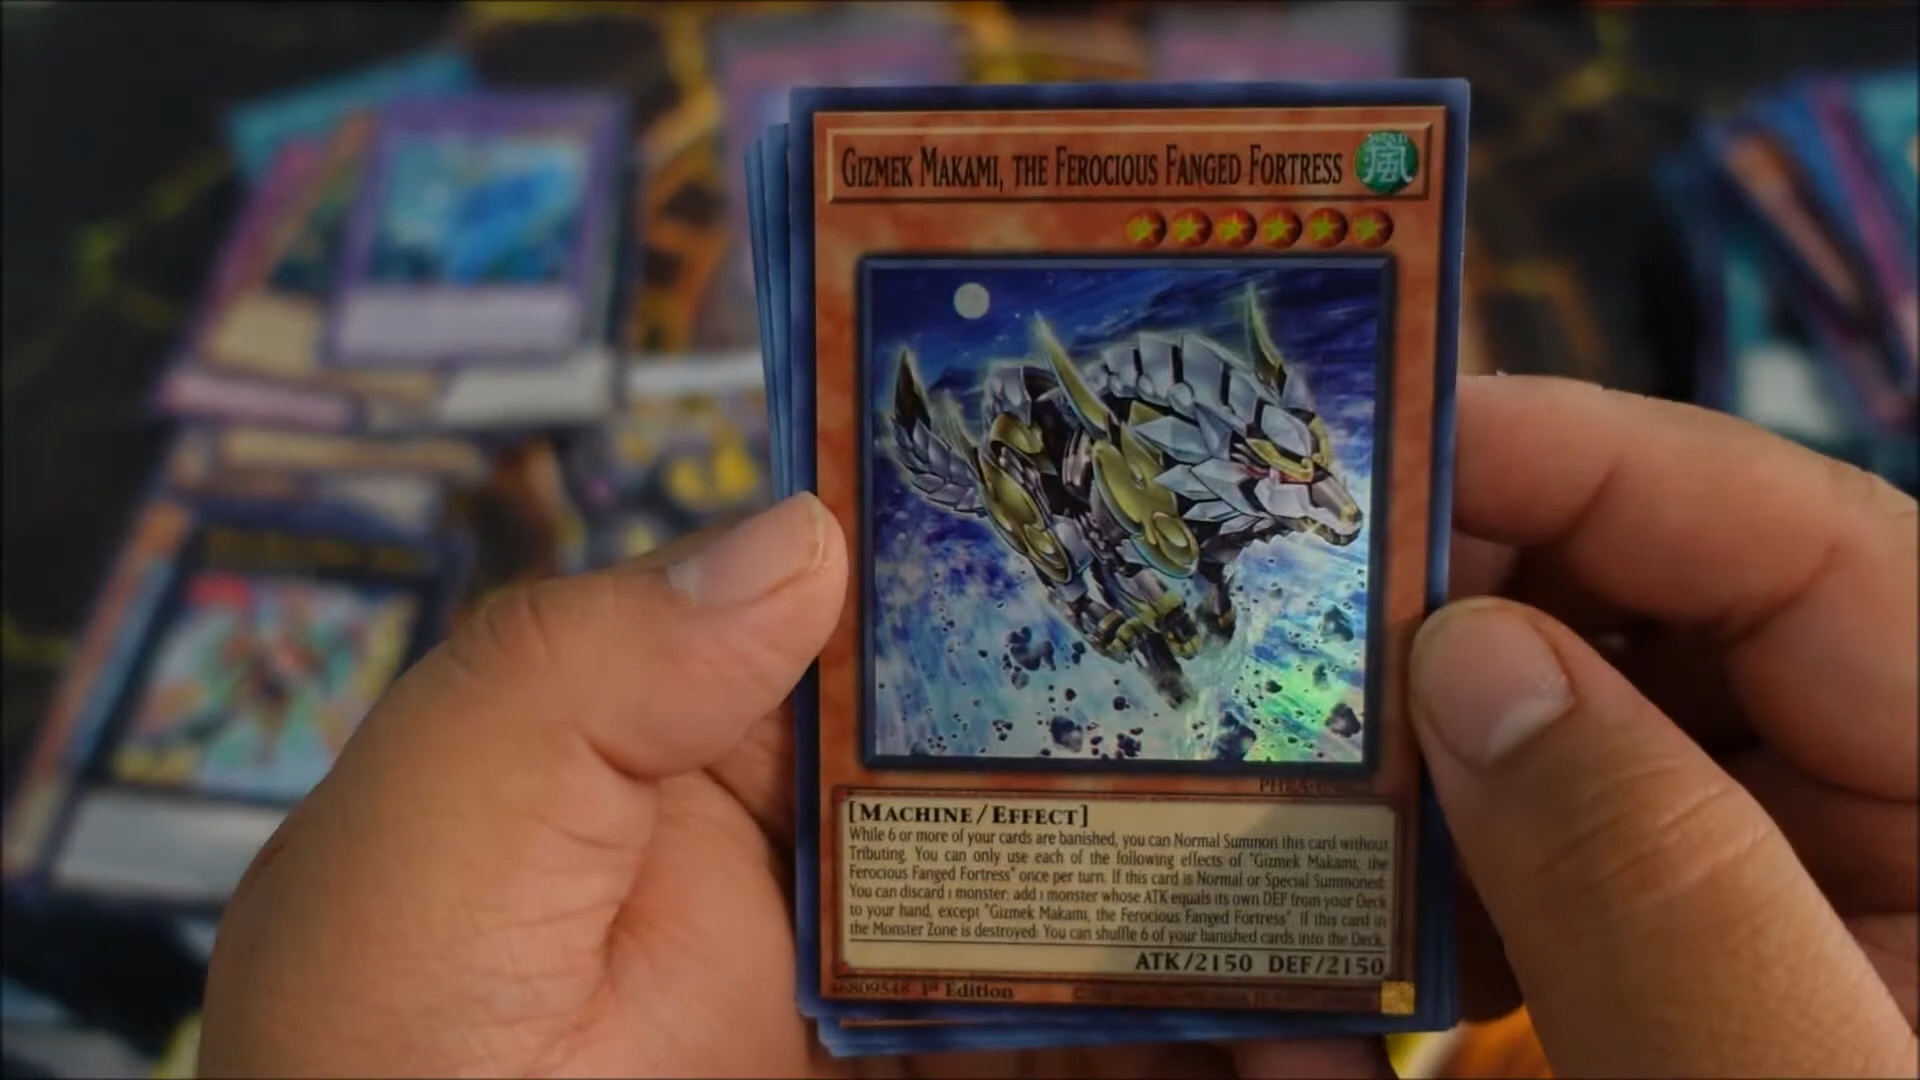 GIZMEK MAKAMI, THE FEROCIOUS FANGED FORTRESS
WIND
風
[MACHINE/EFFECT]
While 6 or more of your cards are banished, you can Normal Summon this card without
Tributing. You can only use each of the following effects of "Gizmek Makami, the
Ferocious Fanged Fortress" once per turn. If this card is Normal or Special Summoned:
You can discard 1 monster; add 1 monster whose ATK equals its own DEF from your Deck
to your hand, except "Gizmek Makami, the Ferocious Fanged Fortress". If this card in
the Monster Zone is destroyed: You can shuffle 6 of your banished cards into the Deck.
ATK/2150 DEF/2150
46809548 1st Edition